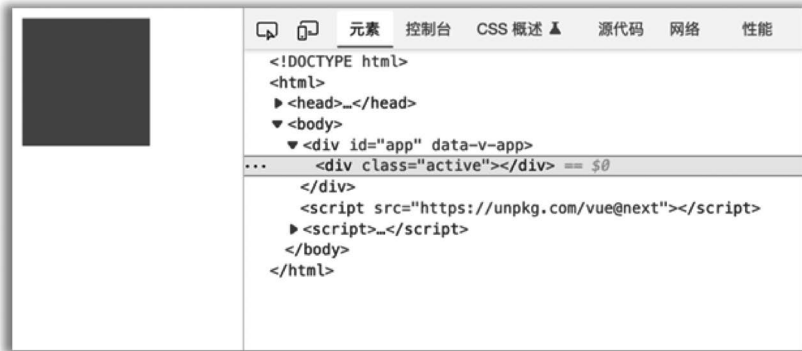 元素 控制台 CSS 概述 源代码 网络 性能
<!DOCTYPE html>
<html>
<head>…</head>
<body>
<div id="app" data-v-app>
··· <div class="active"></div> == $0
</div>
<script src="https://unpkg.com/vue@next"></script>
<script>…</script>
</body>
</html>